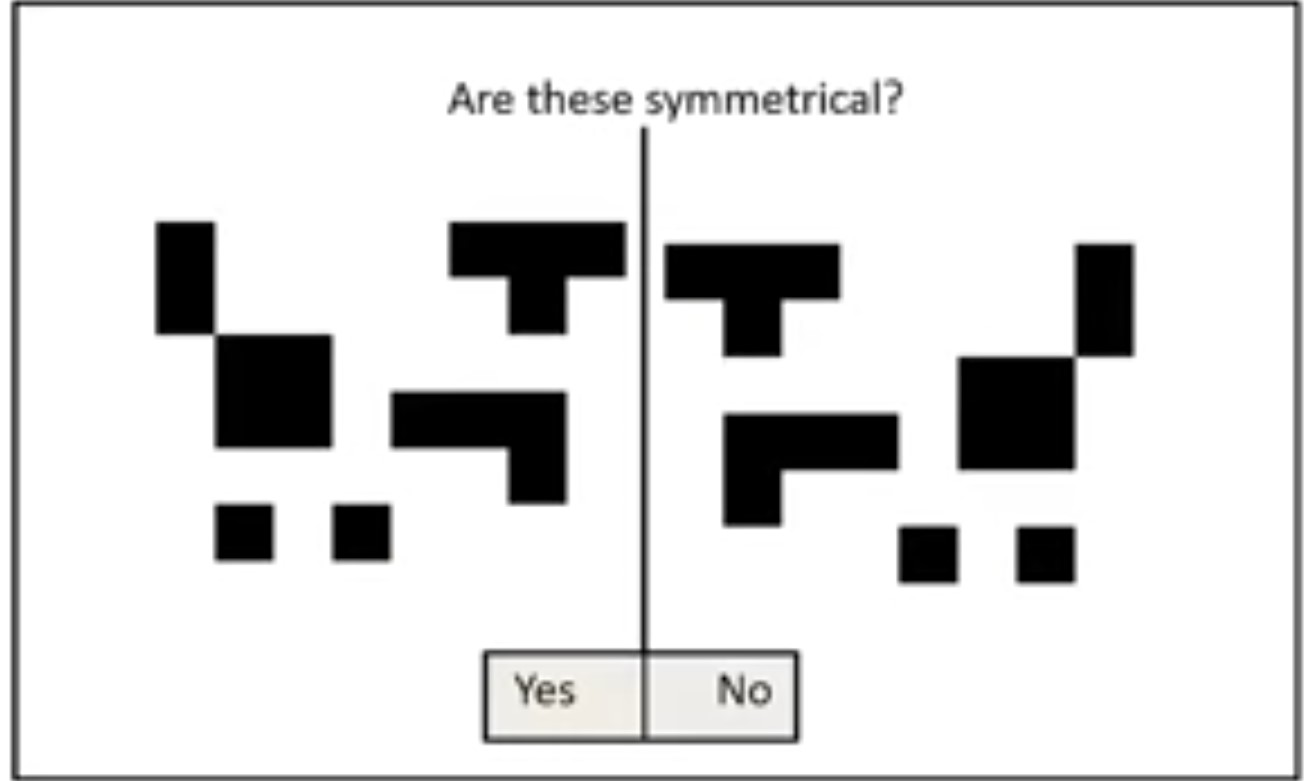 Are these symmetrical?
Yes No